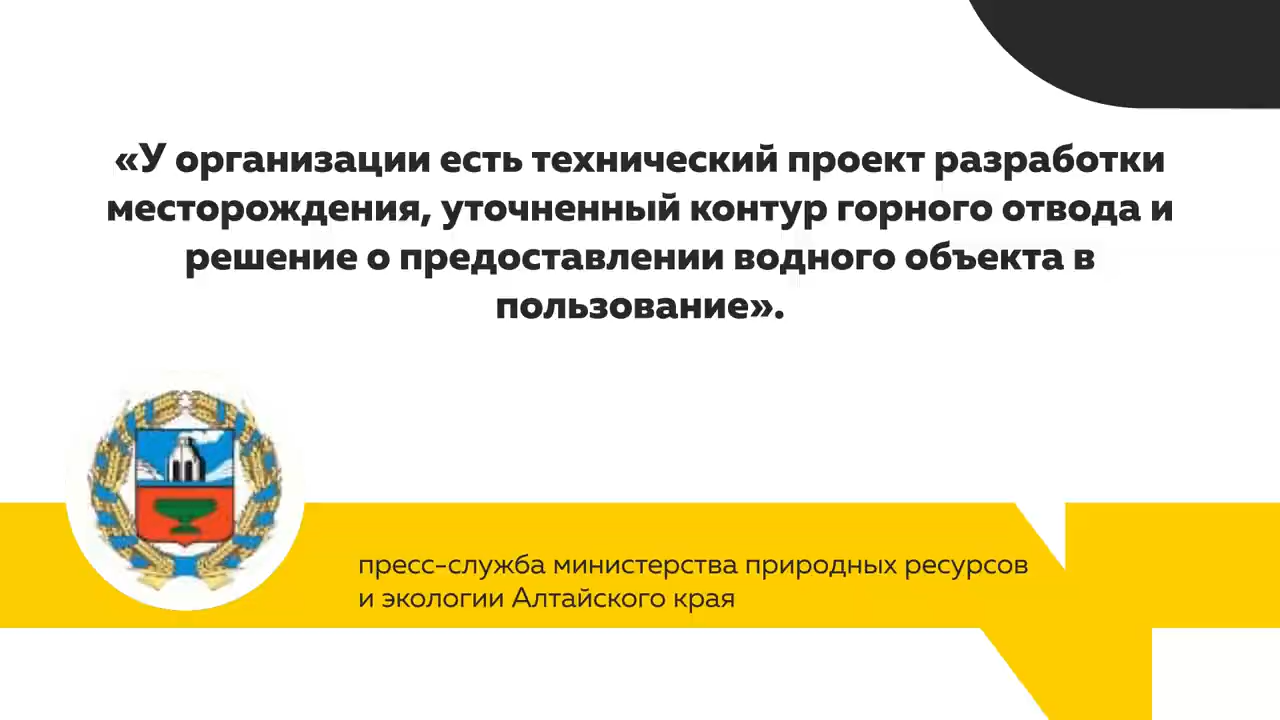 «У организации есть технический проект разработки
месторождения, уточненный контур горного отвода и
решение о предоставлении водного объекта в
пользование».
пресс-служба министерства природных ресурсов
и экологии Алтайского края